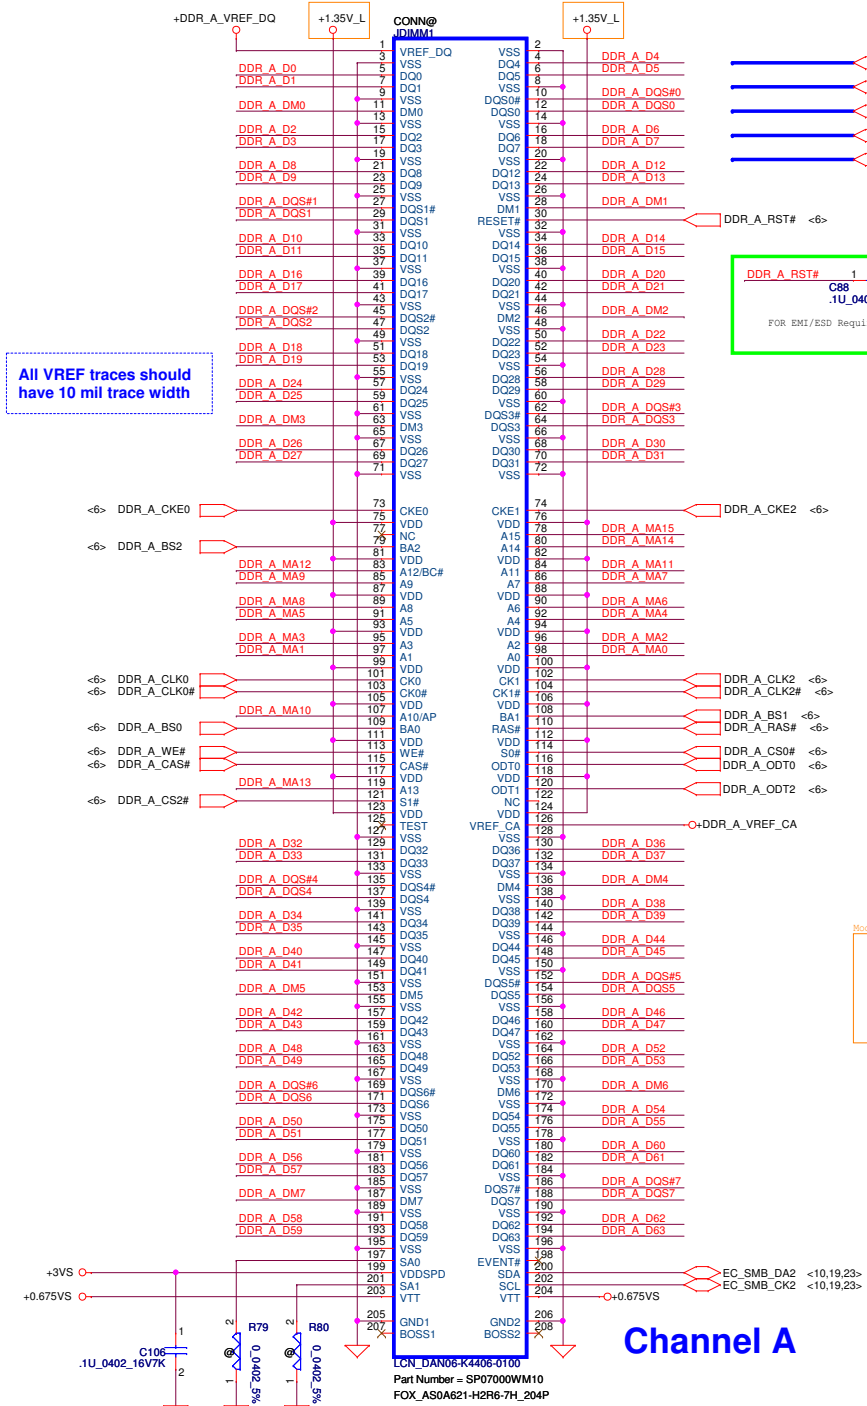 +DDR_A_VREF_DQ
+1.35V_L
CONN@
JDIMM1
+1.35V_L
1 VREF_DQ VSS 2
3 VSS DQ4 4 DDR_A_D4
DDR_A_D0 5 DQ0 DQ5 6 DDR_A_D5
DDR_A_D1 7 DQ1 VSS 8
9 VSS DQS0# 10 DDR_A_DQS#0
DDR_A_DM0 11 DM0 DQS0 12 DDR_A_DQS0
13 VSS VSS 14
DDR_A_D2 15 DQ2 DQ6 16 DDR_A_D6
DDR_A_D3 17 DQ3 DQ7 18 DDR_A_D7
19 VSS VSS 20
DDR_A_D8 21 DQ8 DQ12 22 DDR_A_D12
DDR_A_D9 23 DQ9 DQ13 24 DDR_A_D13
25 VSS VSS 26
DDR_A_DQS#1 27 DQS1# DM1 28 DDR_A_DM1
DDR_A_DQS1 29 DQS1 RESET# 30 DDR_A_RST# <6>
31 VSS VSS 32
DDR_A_D10 33 DQ10 DQ14 34 DDR_A_D14
DDR_A_D11 35 DQ11 DQ15 36 DDR_A_D15
37 VSS VSS 38
DDR_A_D16 39 DQ16 DQ20 40 DDR_A_D20
DDR_A_D17 41 DQ17 DQ21 42 DDR_A_D21
43 VSS VSS 44
DDR_A_DQS#2 45 DQS2# DM2 46 DDR_A_DM2
DDR_A_DQS2 47 DQS2 VSS 48
49 VSS DQ22 50 DDR_A_D22
DDR_A_D18 51 DQ18 DQ23 52 DDR_A_D23
DDR_A_D19 53 DQ19 VSS 54
55 VSS DQ28 56 DDR_A_D28
DDR_A_D24 57 DQ24 DQ29 58 DDR_A_D29
DDR_A_D25 59 DQ25 VSS 60
61 VSS DQS3# 62 DDR_A_DQS#3
DDR_A_DM3 63 DM3 DQS3 64 DDR_A_DQS3
65 VSS VSS 66
DDR_A_D26 67 DQ26 DQ30 68 DDR_A_D30
DDR_A_D27 69 DQ27 DQ31 70 DDR_A_D31
71 VSS VSS 72
DDR_A_RST# 1
C88
FOR EMI/ESD
All VREF traces should
have 10 mil trace width
<6> DDR_A_CKE0 73 CKE0 CKE1 74 DDR_A_CKE2 <6>
75 VDD VDD 76
77 NC A15 78 DDR_A_MA15
<6> DDR_A_BS2 79 BA2 A14 80 DDR_A_MA14
81 VDD VDD 82
DDR_A_MA12 83 A12/BC# A11 84 DDR_A_MA11
DDR_A_MA9 85 A9 A7 86 DDR_A_MA7
87 VDD VDD 88
DDR_A_MA8 89 A8 A6 90 DDR_A_MA6
DDR_A_MA5 91 A5 A4 92 DDR_A_MA4
93 VDD VDD 94
DDR_A_MA3 95 A3 A2 96 DDR_A_MA2
DDR_A_MA1 97 A1 A0 98 DDR_A_MA0
99 VDD VDD 100
<6> DDR_A_CLK0 101 CK0 CK1 102 DDR_A_CLK2 <6>
<6> DDR_A_CLK0# 103 CK0# CK1# 104 DDR_A_CLK2# <6>
105 VDD VDD 106
DDR_A_MA10 107 A10/AP BA1 108 DDR_A_BS1 <6>
<6> DDR_A_BS0 109 BA0 RAS# 110 DDR_A_RAS# <6>
111 VDD VDD 112
<6> DDR_A_WE# 113 WE# S0# 114 DDR_A_CS0# <6>
<6> DDR_A_CAS# 115 CAS# ODT0 116 DDR_A_ODT0 <6>
117 VDD VDD 118
DDR_A_MA13 119 A13 ODT1 120 DDR_A_ODT2 <6>
<6> DDR_A_CS2# 121 S1# NC 122
123 VDD VDD 124
125 TEST VREF_CA 126 +DDR_A_VREF_CA
127 VSS VSS 128
DDR_A_D32 129 DQ32 DQ36 130 DDR_A_D36
DDR_A_D33 131 DQ33 DQ37 132 DDR_A_D37
133 VSS VSS 134
DDR_A_DQS#4 135 DQS4# DM4 136 DDR_A_DM4
DDR_A_DQS4 137 DQS4 VSS 138
139 VSS DQ38 140 DDR_A_D38
DDR_A_D34 141 DQ34 DQ39 142 DDR_A_D39
DDR_A_D35 143 DQ35 VSS 144
145 VSS DQ44 146 DDR_A_D44
DDR_A_D40 147 DQ40 DQ45 148 DDR_A_D45
DDR_A_D41 149 DQ41 VSS 150
151 VSS DQS5# 152 DDR_A_DQS#5
DDR_A_DM5 153 DM5 DQS5 154 DDR_A_DQS5
155 VSS VSS 156
DDR_A_D42 157 DQ42 DQ46 158 DDR_A_D46
DDR_A_D43 159 DQ43 DQ47 160 DDR_A_D47
161 VSS VSS 162
DDR_A_D48 163 DQ48 DQ52 164 DDR_A_D52
DDR_A_D49 165 DQ49 DQ53 166 DDR_A_D53
167 VSS VSS 168
DDR_A_DQS#6 169 DQS6# DM6 170 DDR_A_DM6
DDR_A_DQS6 171 DQS6 VSS 172
173 VSS DQ54 174 DDR_A_D54
DDR_A_D50 175 DQ50 DQ55 176 DDR_A_D55
DDR_A_D51 177 DQ51 VSS 178
179 VSS DQ60 180 DDR_A_D60
DDR_A_D56 181 DQ56 DQ61 182 DDR_A_D61
DDR_A_D57 183 DQ57 VSS 184
185 VSS DQS7# 186 DDR_A_DQS#7
DDR_A_DM7 187 DM7 DQS7 188 DDR_A_DQS7
189 VSS VSS 190
DDR_A_D58 191 DQ58 DQ62 192 DDR_A_D62
DDR_A_D59 193 DQ59 DQ63 194 DDR_A_D63
195 VSS VSS 196
197 SA0 EVENT# 198
+3VS 199 VDDSPD SDA 200 EC_SMB_DA2 <10,19,23>
201 SA1 SCL 202 EC_SMB_CK2 <10,19,23>
+0.675VS 203 VTT VTT 204 +0.675VS
205 GND1 GND2 206
207 BOSS1 BOSS2 208
1
C106
.1U_0402_16V7K
2
2 R79
@
1 0_0402_5%
2 R80
@
1 0_0402_5%
Channel A
LCN_DAN06-K4406-0100
Part Number = SP07000WM10
FOX_AS0A621-H2R6-7H_204P